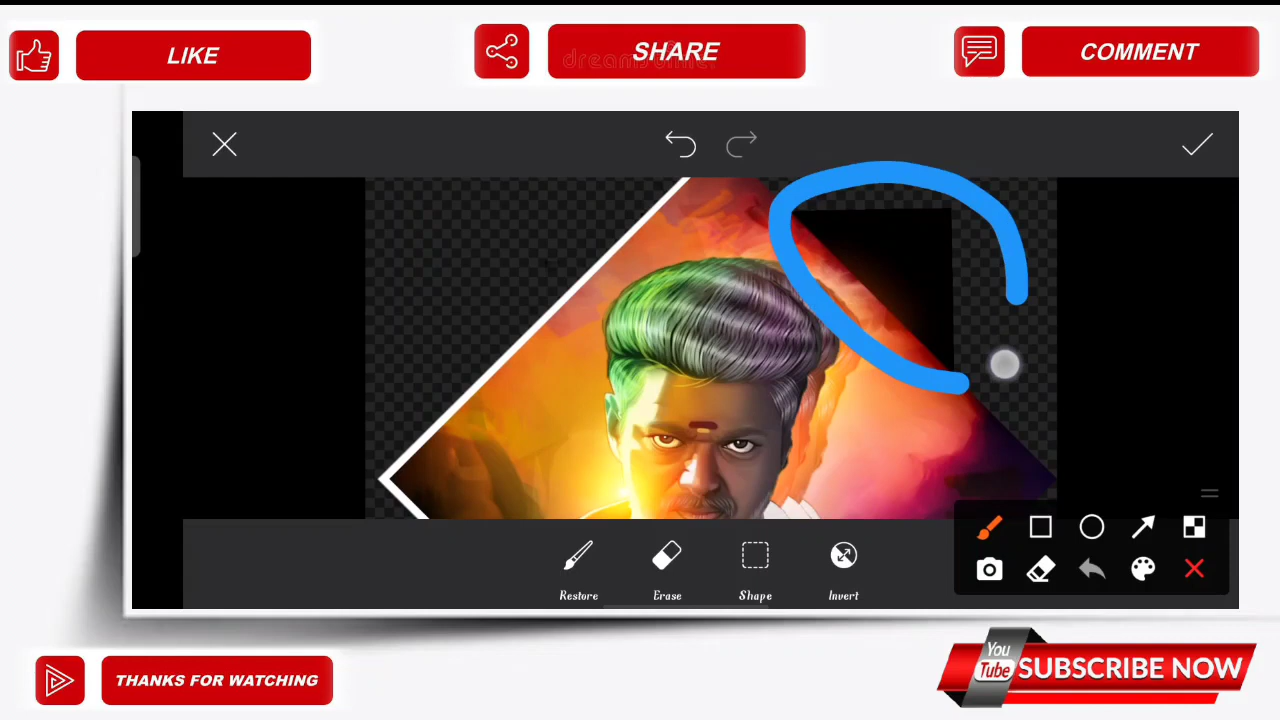 LIKE
SHARE
COMMENT
Restore
Erase
Shape
Invert
THANKS FOR WATCHING
You
Tube
SUBSCRIBE NOW